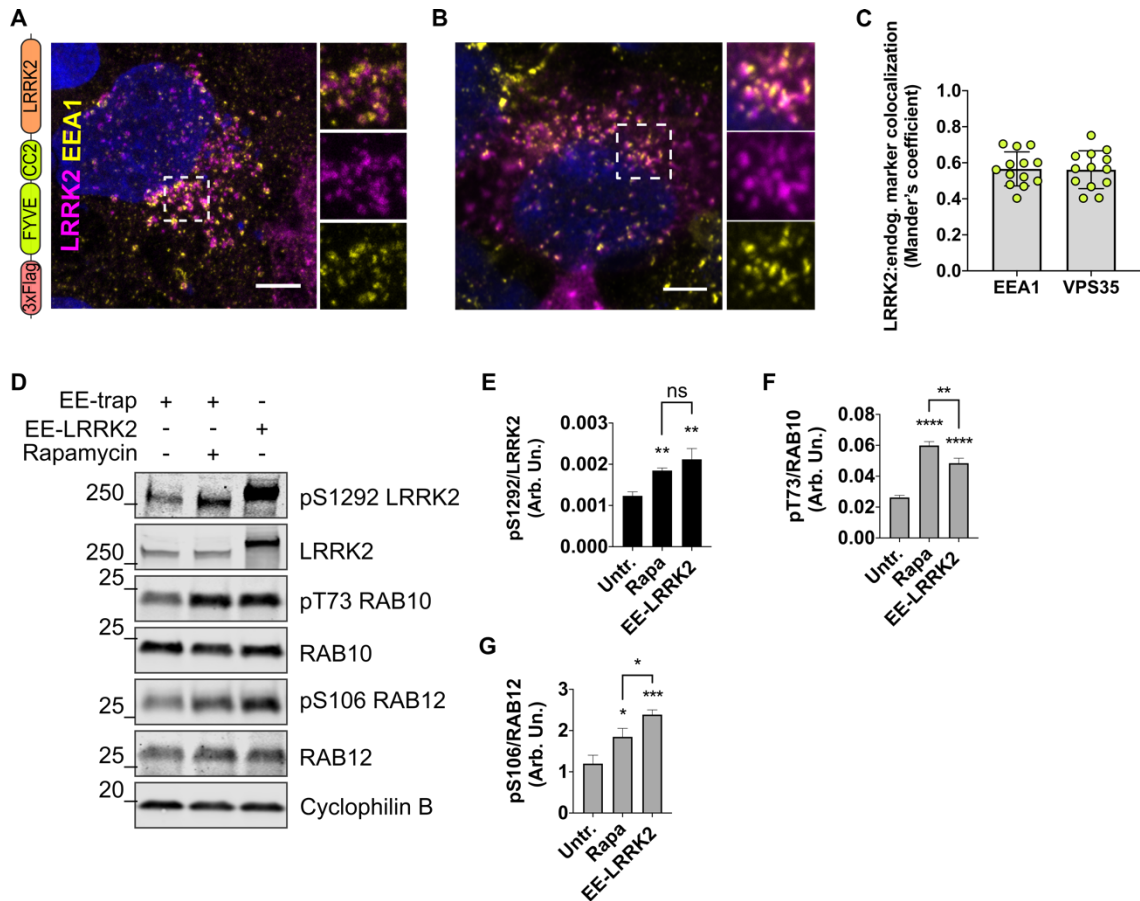 A
LRRK2
CC2
FYVE
3xFlag
LRRK2 EEA1
B
C
LRRK2:endog. marker colocalization
(Mander's coefficient)
1.0
0.8
0.6
0.4
0.2
0.0
EEA1 VPS35
D
EE-trap + + -
EE-LRRK2 - - +
Rapamycin - + -
250 pS1292 LRRK2
250 LRRK2
25 pT73 RAB10
25 RAB10
25 pS106 RAB12
25 RAB12
20 Cyclophilin B
E
pS1292/LRRK2
(Arb. Un.)
0.003
0.002
0.001
0.000
ns
** **
Untr. Rapa EE-LRRK2
F
pT73/RAB10
(Arb. Un.)
0.08
0.06
0.04
0.02
0.00
**
**** ****
Untr. Rapa EE-LRRK2
G
pS106/RAB12
(Arb. Un.)
3
2
1
0
*
* ***
Untr. Rapa EE-LRRK2